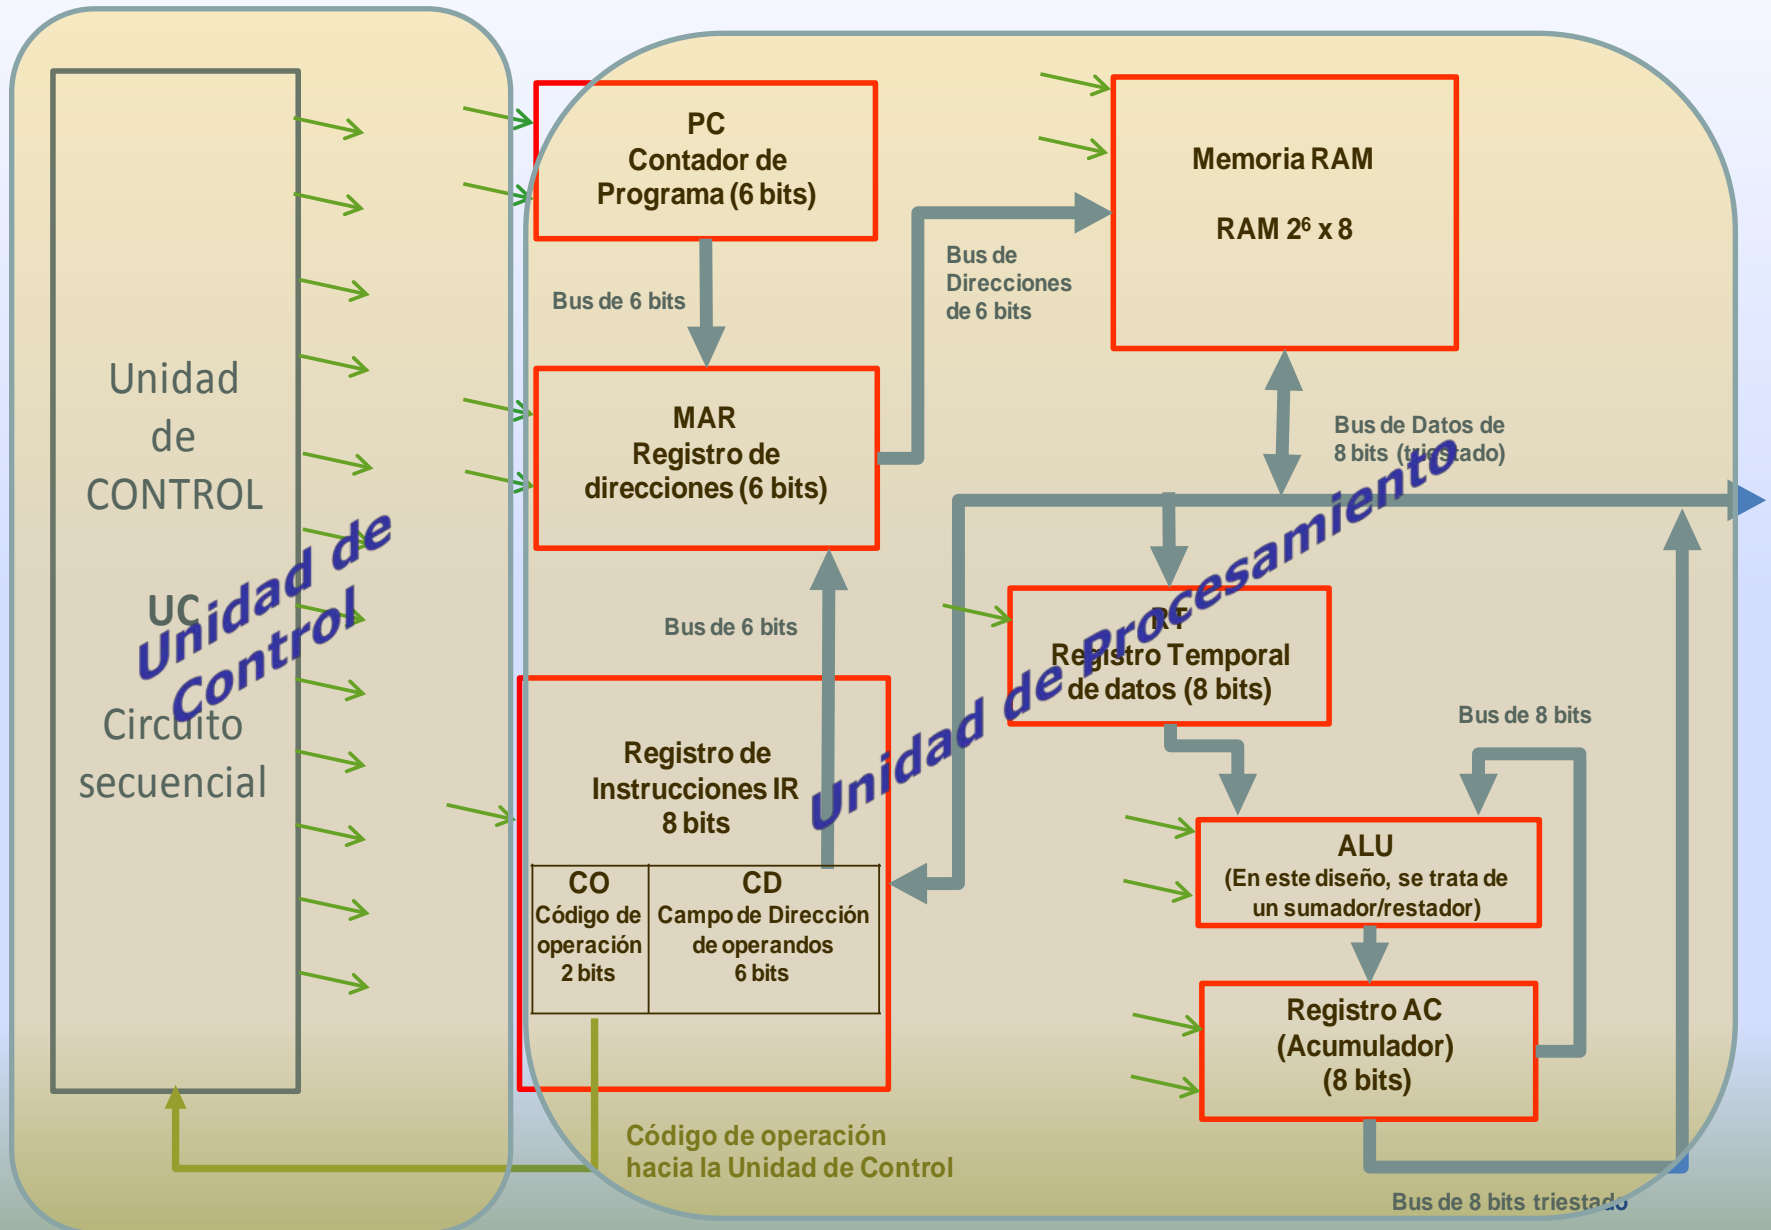 Unidad
de
CONTROL
UC
Circuito
secuencial
Unidad de
Control
PC
Contador de
Programa (6 bits)
Bus de 6 bits
MAR
Registro de
direcciones (6 bits)
Bus de 6 bits
Registro de
Instrucciones IR
8 bits
CO
Código de
operación
2 bits
CD
Campo de Dirección
de operandos
6 bits
Código de operación
hacia la Unidad de Control
Memoria RAM
RAM 2⁶ x 8
Bus de
Direcciones
de 6 bits
Bus de Datos de
8 bits (triestado)
Unidad de Procesamiento
RT
Registro Temporal
de datos (8 bits)
Bus de 8 bits
ALU
(En este diseño, se trata de
un sumador/restador)
Registro AC
(Acumulador)
(8 bits)
Bus de 8 bits triestado